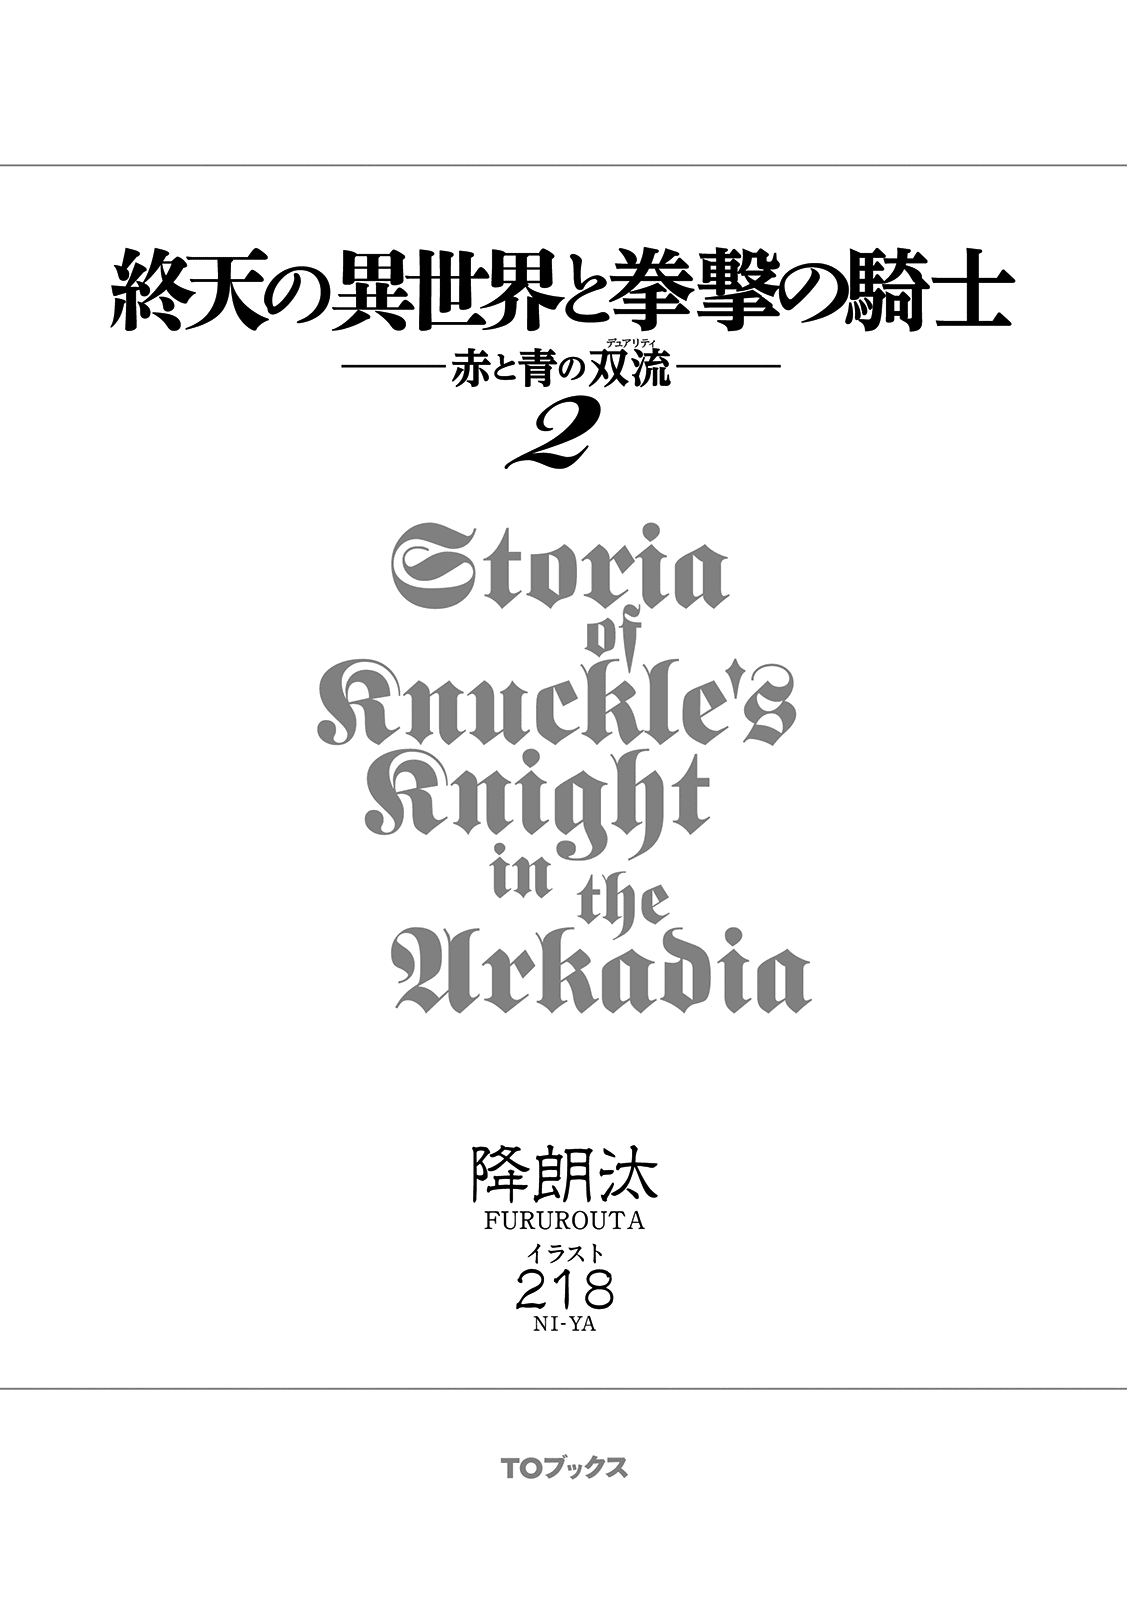 終天の異世界と拳撃の騎士
デュアリティ
赤と青の双流
2
Storia
of
Knuckle's
Knight
in the
Arkadia
降朗汰
FURUROUTA
イラスト
218
NI-YA
TOブックス